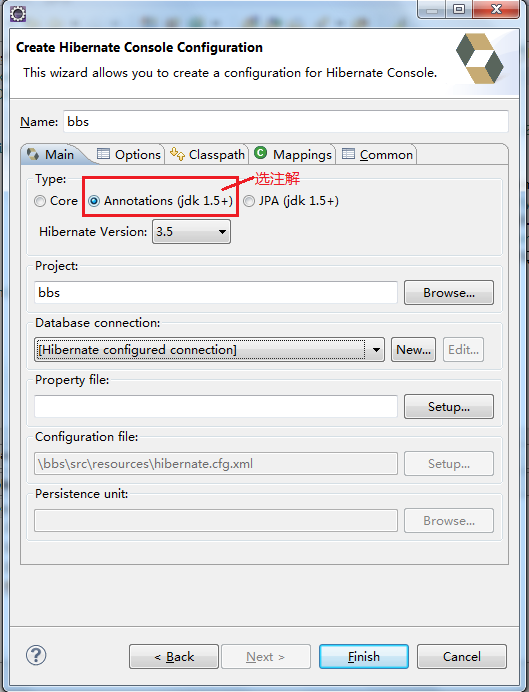 Create Hibernate Console Configuration
This wizard allows you to create a configuration for Hibernate Console.
Name: bbs
Main Options Classpath Mappings Common
Type:
选注解
Core Annotations (jdk 1.5+) JPA (jdk 1.5+)
Hibernate Version: 3.5
Project:
bbs Browse...
Database connection:
[Hibernate configured connection] New... Edit...
Property file:
Setup...
Configuration file:
\bbs\src\resources\hibernate.cfg.xml Setup...
Persistence unit:
Browse...
? < Back Next > Finish Cancel